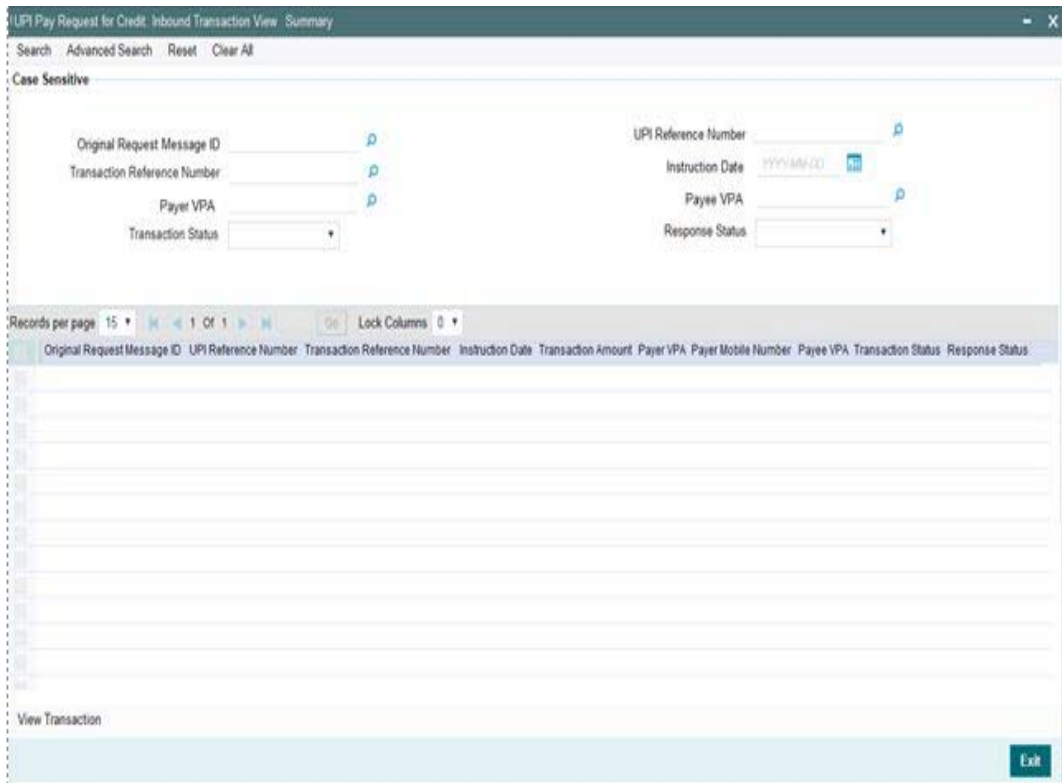 UPI Pay Request for Credit Inbound Transaction View Summary
Search Advanced Search Reset Clear All
Case Sensitive
Original Request Message ID
UPI Reference Number
Transaction Reference Number
Instruction Date YYYY-MM-DD
Payer VPA
Payee VPA
Transaction Status
Response Status
Records per page 15 1 Of 1 Go Lock Columns 0
Original Request Message ID UPI Reference Number Transaction Reference Number Instruction Date Transaction Amount Payer VPA Payer Mobile Number Payee VPA Transaction Status Response Status
View Transaction
Exit